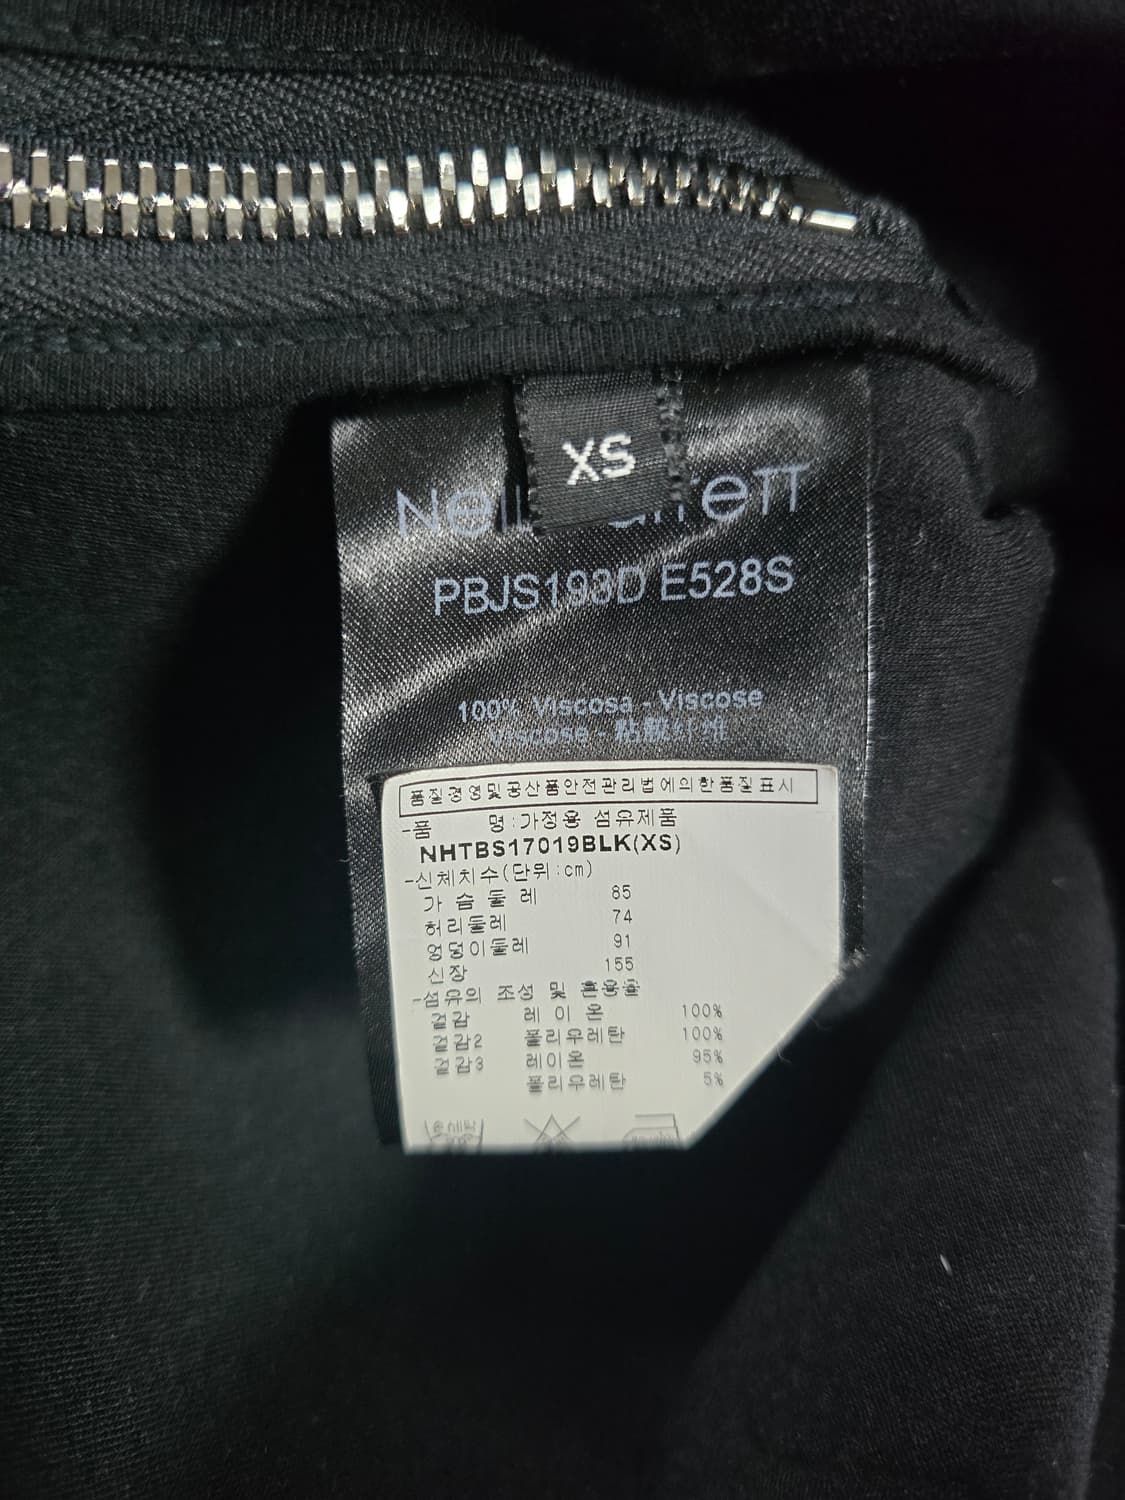 XS
PBJS193D E528S
100% Viscosa - Viscose
Viscose -
품질경영및공산품안전관리법에의한품질표시
-품 명:가정용 섬유제품
NHTBS17019BLK(XS)
-신체치수(단위:cm)
가 슴 둘 레 85
허리둘레 74
엉덩이둘레 91
신장 155
-섬유의 조성 및 혼용율
겉감 레 이 온 100%
겉감2 폴리우레탄 100%
겉감3 레이온 95%
폴리우레탄 5%